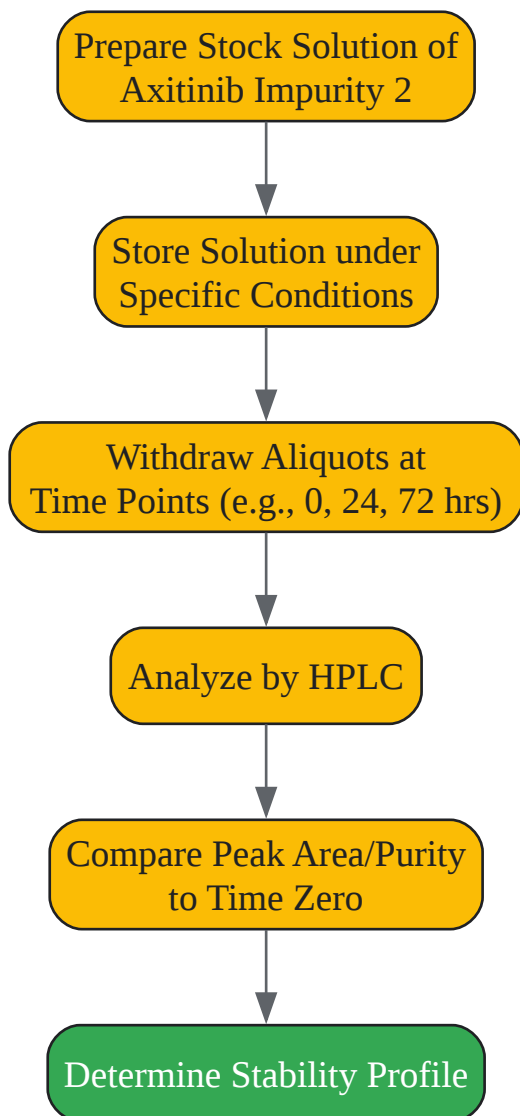 Prepare Stock Solution of
Axitinib Impurity 2
Store Solution under
Specific Conditions
Withdraw Aliquots at
Time Points (e.g., 0, 24, 72 hrs)
Analyze by HPLC
Compare Peak Area/Purity
to Time Zero
Determine Stability Profile